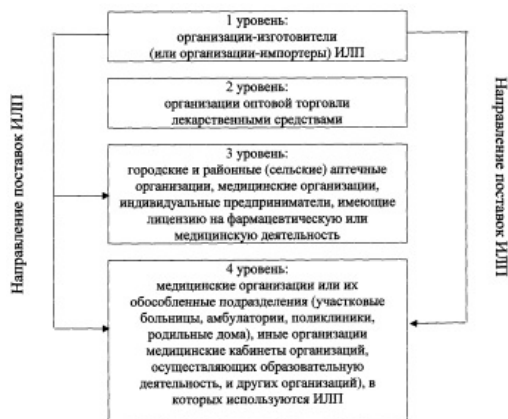 1 уровень:
организации-изготовители
(или организации-импортеры) ИЛП
2 уровень:
организации оптовой торговли
лекарственными средствами
3 уровень:
городские и районные (сельские) аптечные
организации, медицинские организации,
индивидуальные предприниматели, имеющие
лицензию на фармацевтическую или
медицинскую деятельность
4 уровень:
медицинские организации или их
обособленные подразделения (участковые
больницы, амбулатории, поликлиники,
родильные дома), иные организации
медицинские кабинеты организаций,
осуществляющих образовательную
деятельность, и других организаций), в
которых используются ИЛП
Направление поставок ИЛП
Направление поставок ИЛП